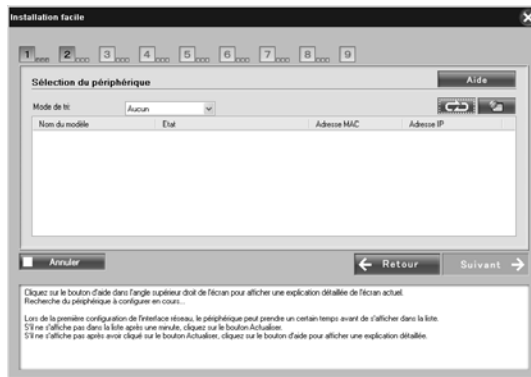 Installation facile
1 2 3 4 5 6 7 8 9
Sélection du périphérique
Aide
Mode de tri:
Aucun
Nom du modèle Etat Adresse MAC Adresse IP
Annuler
Retour
Suivant
Cliquez sur le bouton d'aide dans l'angle supérieur droit de l'écran pour afficher une explication détaillée de l'écran actuel.
Recherche du périphérique à configurer en cours...
Lors de la première configuration de l'interface réseau, le périphérique peut prendre un certain temps avant de s'afficher dans la liste.
S'il ne s'affiche pas dans la liste après une minute, cliquez sur le bouton Actualiser.
S'il ne s'affiche pas après avoir cliqué sur le bouton Actualiser, cliquez sur le bouton d'aide pour afficher une explication détaillée.